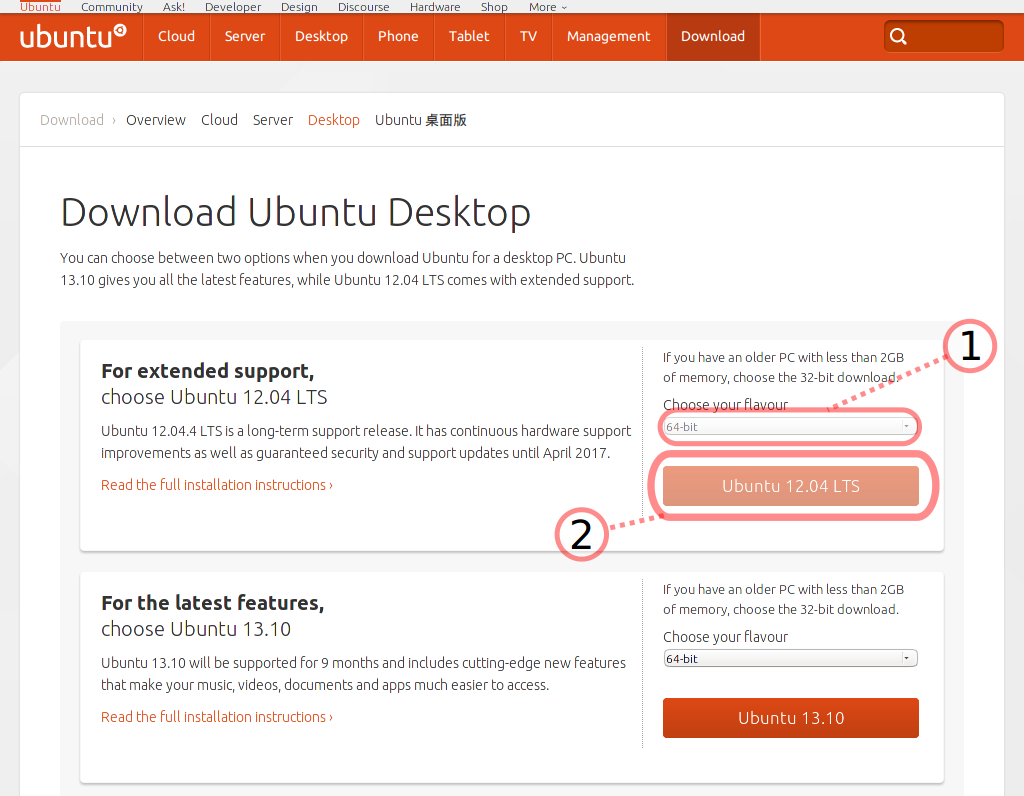 Ubuntu Community Ask! Developer Design Discourse Hardware Shop More
ubuntu Cloud Server Desktop Phone Tablet TV Management Download
Download › Overview Cloud Server Desktop Ubuntu 桌面版
Download Ubuntu Desktop
You can choose between two options when you download Ubuntu for a desktop PC. Ubuntu
13.10 gives you all the latest features, while Ubuntu 12.04 LTS comes with extended support.
For extended support,
choose Ubuntu 12.04 LTS
Ubuntu 12.04.4 LTS is a long-term support release. It has continuous hardware support
improvements as well as guaranteed security and support updates until April 2017.
Read the full installation instructions ›
If you have an older PC with less than 2GB
of memory, choose the 32-bit download.
Choose your flavour
64-bit
Ubuntu 12.04 LTS
1
2
For the latest features,
choose Ubuntu 13.10
Ubuntu 13.10 will be supported for 9 months and includes cutting-edge new features
that make your music, videos, documents and apps much easier to access.
Read the full installation instructions ›
If you have an older PC with less than 2GB
of memory, choose the 32-bit download.
Choose your flavour
64-bit
Ubuntu 13.10